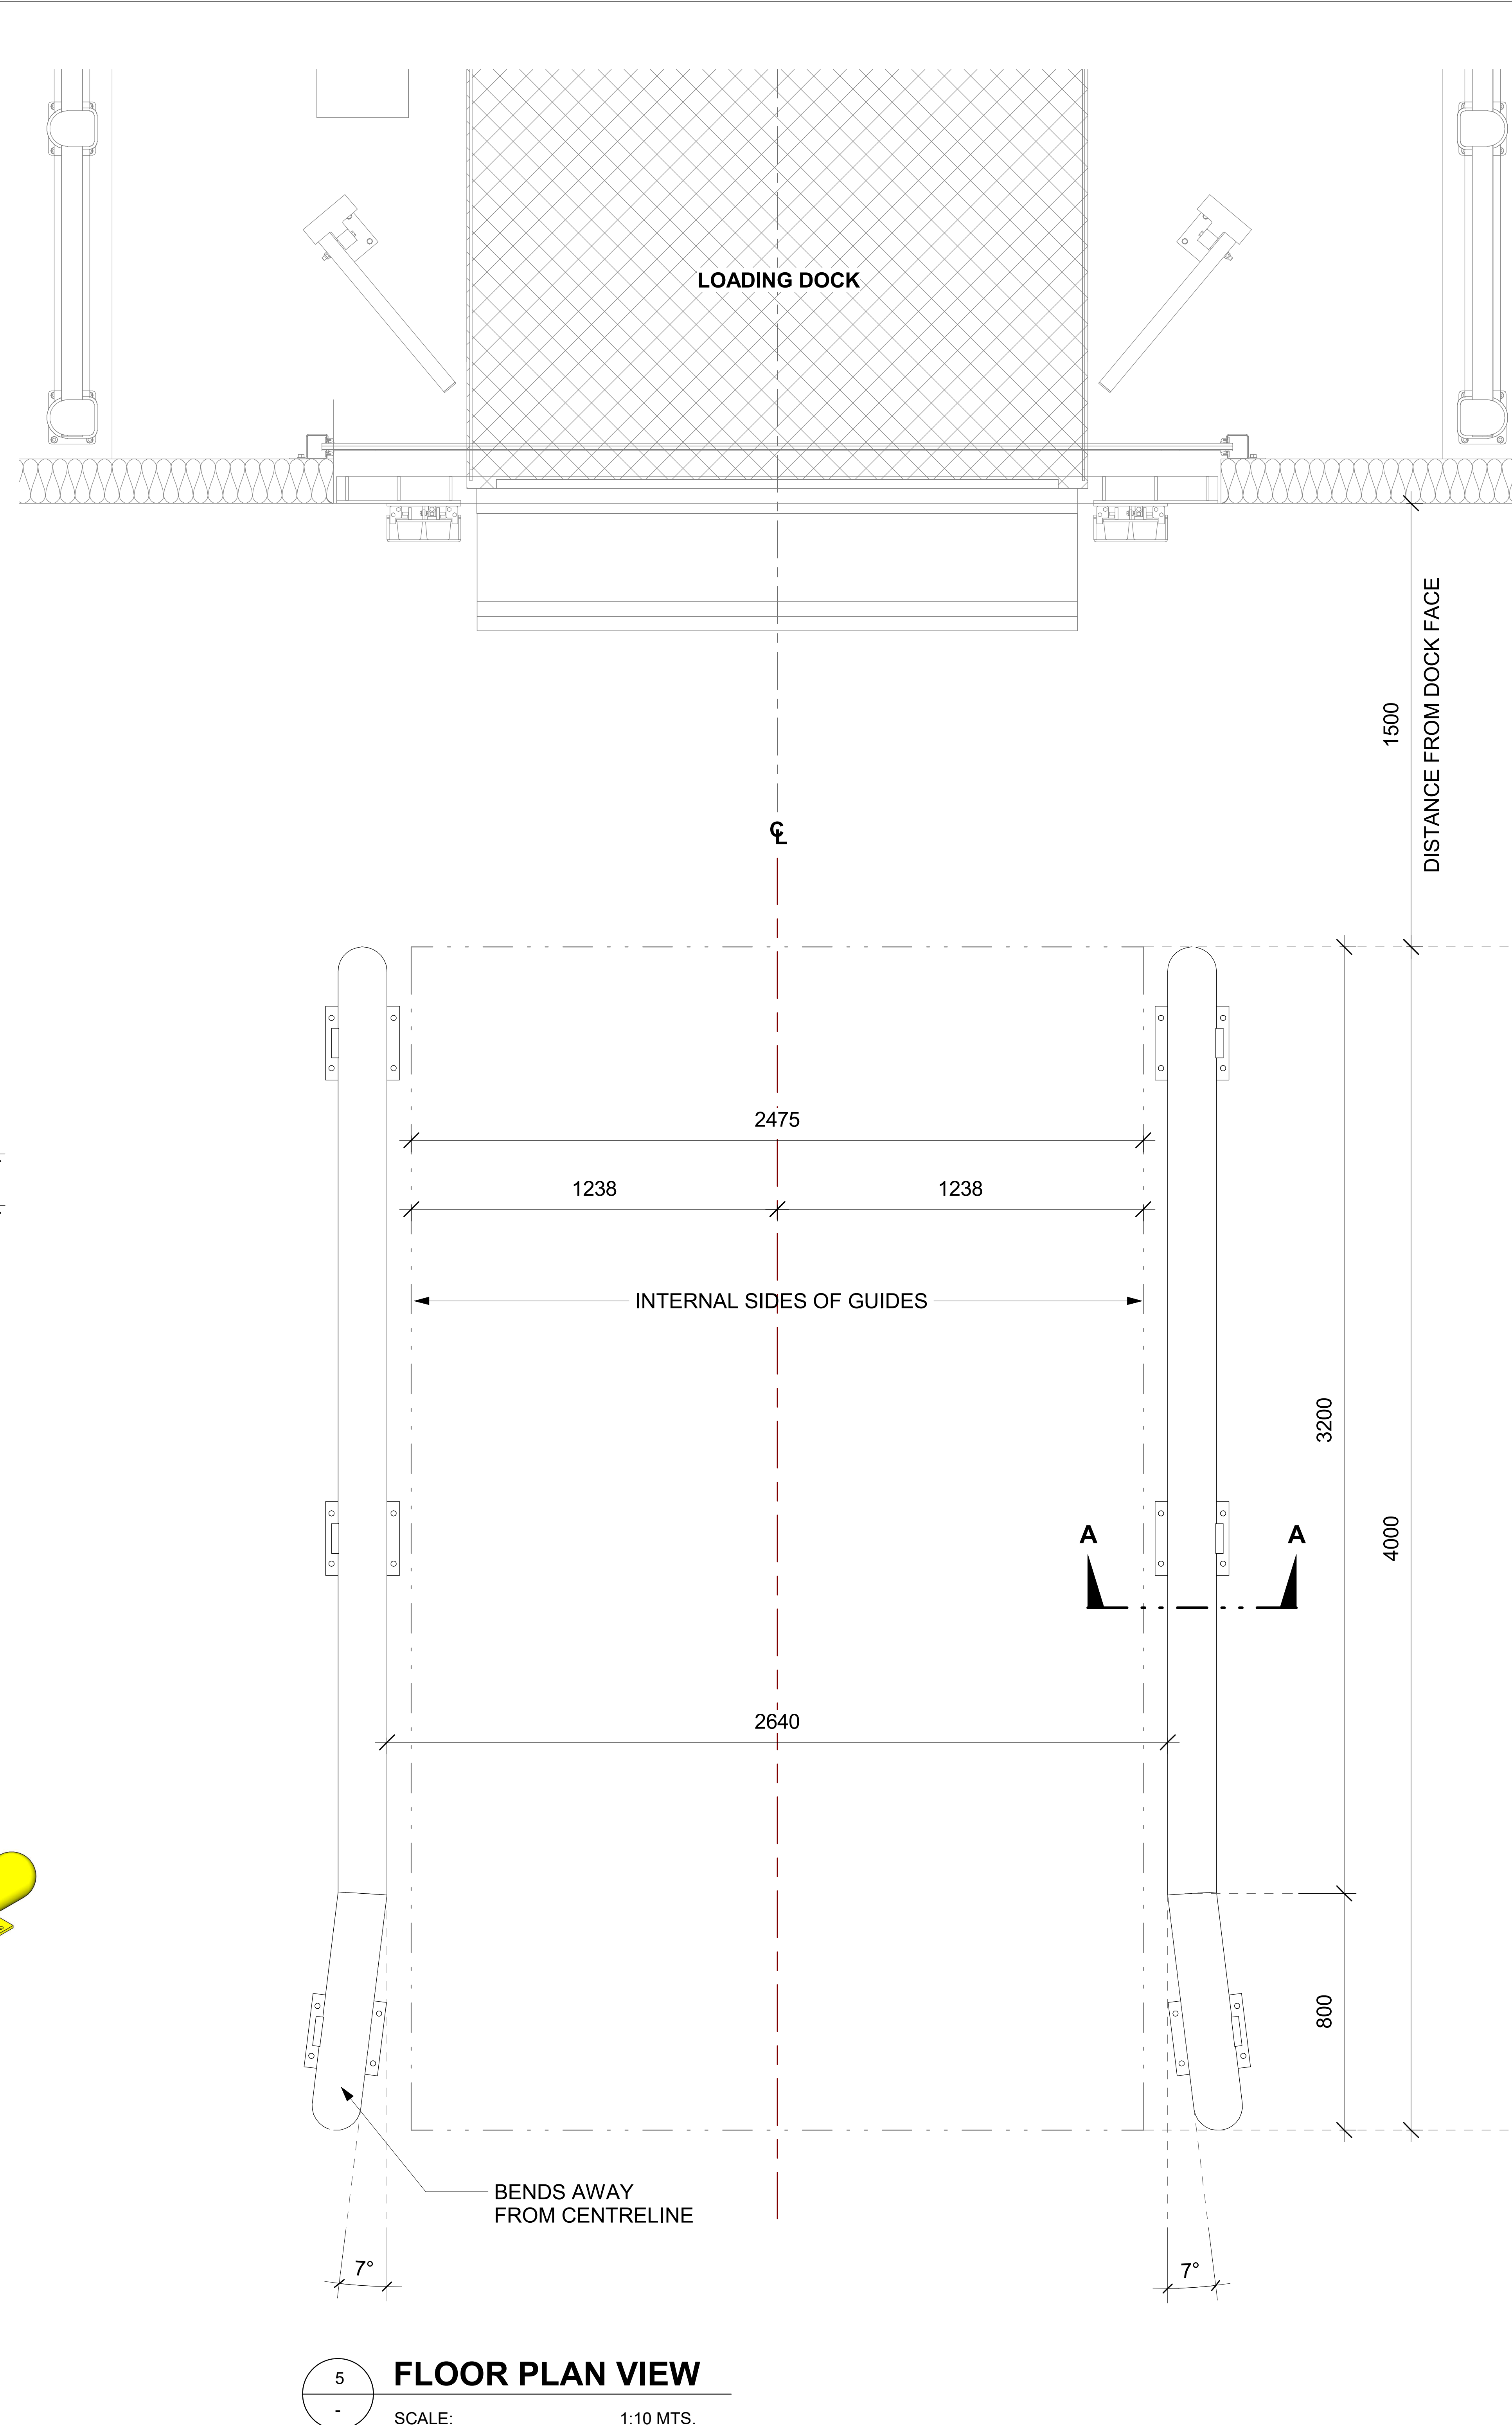 LOADING DOCK
1500
DISTANCE FROM DOCK FACE
℄
2475
1238
1238
INTERNAL SIDES OF GUIDES
3200
4000
A
A
2640
800
BENDS AWAY
FROM CENTRELINE
7°
7°
5
-
FLOOR PLAN VIEW
SCALE:
1:10 MTS.